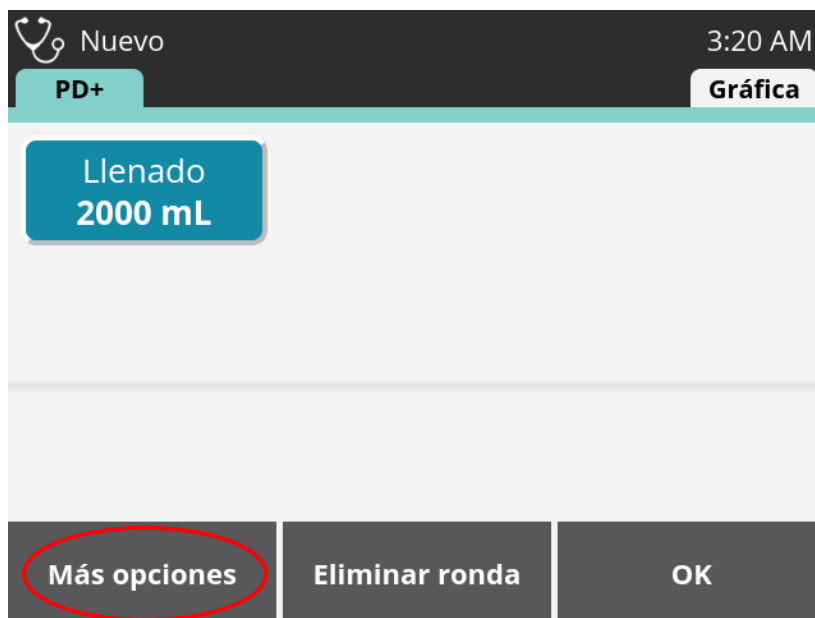 Nuevo
3:20 AM
PD+
Gráfica
Llenado
2000 mL
Más opciones
Eliminar ronda
OK